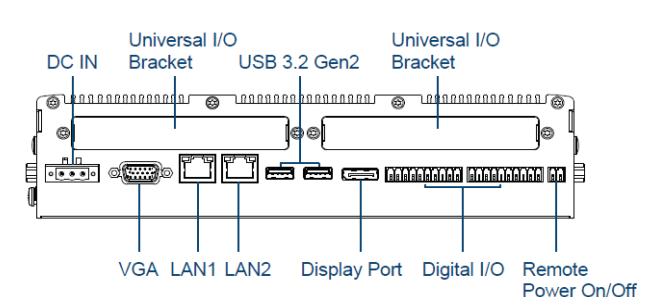 Universal I/O
Bracket
Universal I/O
Bracket
DC IN
USB 3.2 Gen2
VGA
LAN1
LAN2
Display Port
Digital I/O
Remote
Power On/Off